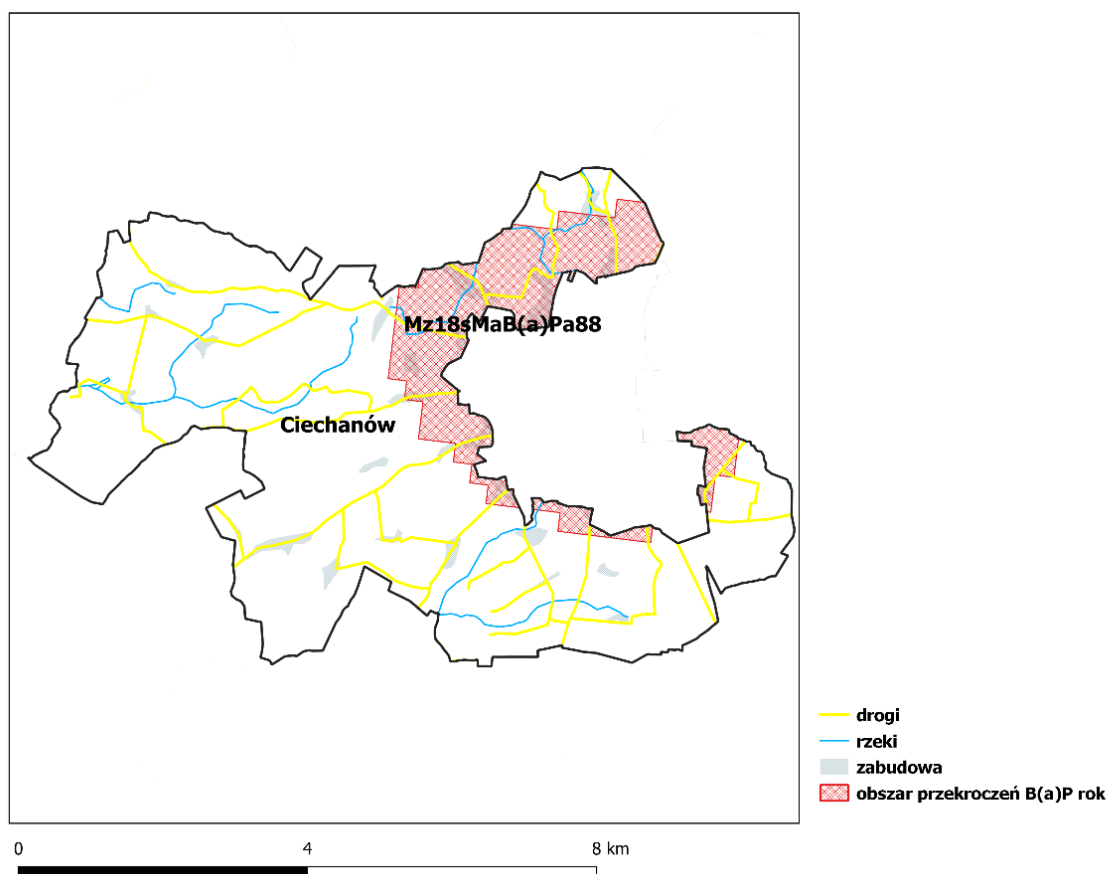 Mz18sMaB(a)Pa88
Ciechanów
drogi
rzeki
zabudowa
obszar przekroczeń B(a)P rok
0 4 8 km